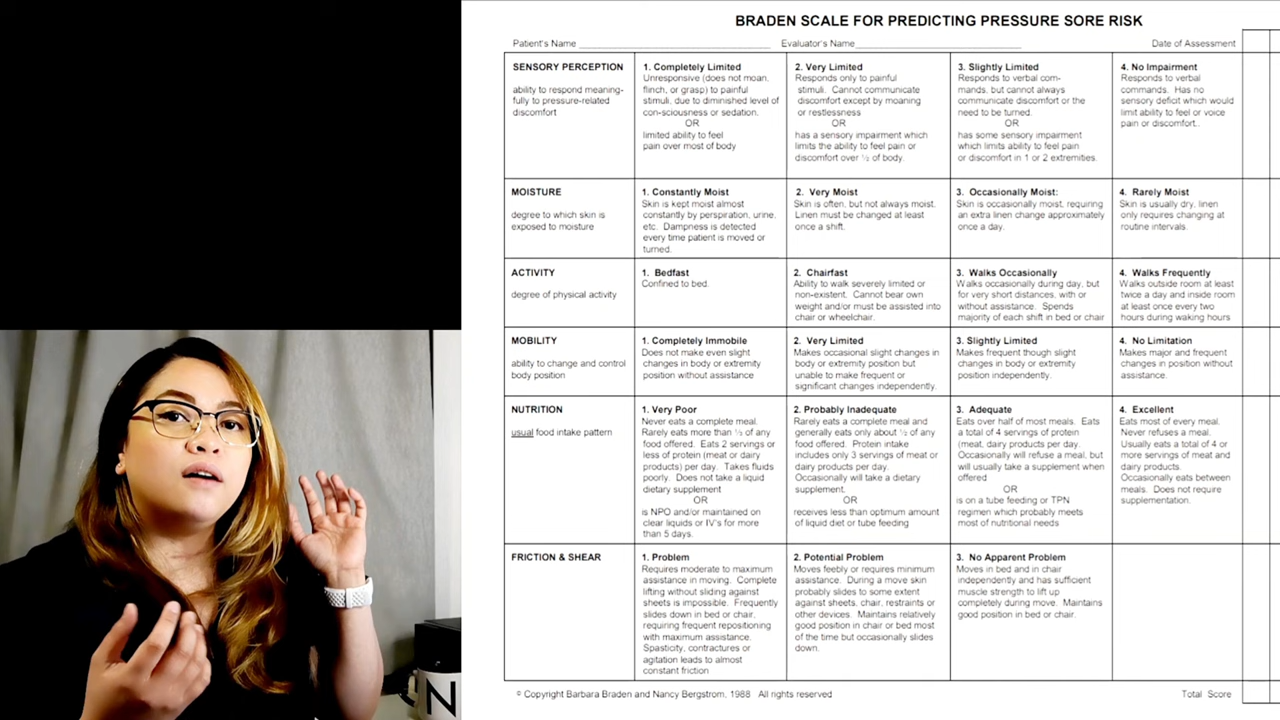 BRADEN SCALE FOR PREDICTING PRESSURE SORE RISK
Patient's Name Evaluator's Name Date of Assessment
SENSORY PERCEPTION
ability to respond meaning-
fully to pressure-related
discomfort
1. Completely Limited
Unresponsive (does not moan,
flinch, or grasp) to painful
stimuli, due to diminished level of
con-sciousness or sedation.
OR
limited ability to feel
pain over most of body
2. Very Limited
Responds only to painful
stimuli. Cannot communicate
discomfort except by moaning
or restlessness
OR
has a sensory impairment which
limits the ability to feel pain or
discomfort over ½ of body.
3. Slightly Limited
Responds to verbal com-
mands, but cannot always
communicate discomfort or the
need to be turned.
OR
has some sensory impairment
which limits ability to feel pain
or discomfort in 1 or 2 extremities.
4. No Impairment
Responds to verbal
commands. Has no
sensory deficit which would
limit ability to feel or voice
pain or discomfort..
MOISTURE
degree to which skin is
exposed to moisture
1. Constantly Moist
Skin is kept moist almost
constantly by perspiration, urine,
etc. Dampness is detected
every time patient is moved or
turned.
2. Very Moist
Skin is often, but not always moist.
Linen must be changed at least
once a shift.
3. Occasionally Moist:
Skin is occasionally moist, requiring
an extra linen change approximately
once a day.
4. Rarely Moist
Skin is usually dry, linen
only requires changing at
routine intervals.
ACTIVITY
degree of physical activity
1. Bedfast
Confined to bed.
2. Chairfast
Ability to walk severely limited or
non-existent. Cannot bear own
weight and/or must be assisted into
chair or wheelchair.
3. Walks Occasionally
Walks occasionally during day, but
for very short distances, with or
without assistance. Spends
majority of each shift in bed or chair
4. Walks Frequently
Walks outside room at least
twice a day and inside room
at least once every two
hours during waking hours
MOBILITY
ability to change and control
body position
1. Completely Immobile
Does not make even slight
changes in body or extremity
position without assistance
2. Very Limited
Makes occasional slight changes in
body or extremity position but
unable to make frequent or
significant changes independently.
3. Slightly Limited
Makes frequent though slight
changes in body or extremity
position independently.
4. No Limitation
Makes major and frequent
changes in position without
assistance.
NUTRITION
usual food intake pattern
1. Very Poor
Never eats a complete meal.
Rarely eats more than ⅓ of any
food offered. Eats 2 servings or
less of protein (meat or dairy
products) per day. Takes fluids
poorly. Does not take a liquid
dietary supplement
OR
is NPO and/or maintained on
clear liquids or IV's for more
than 5 days.
2. Probably Inadequate
Rarely eats a complete meal and
generally eats only about ½ of any
food offered. Protein intake
includes only 3 servings of meat or
dairy products per day.
Occasionally will take a dietary
supplement.
OR
receives less than optimum amount
of liquid diet or tube feeding
3. Adequate
Eats over half of most meals. Eats
a total of 4 servings of protein
(meat, dairy products per day.
Occasionally will refuse a meal, but
will usually take a supplement when
offered
OR
is on a tube feeding or TPN
regimen which probably meets
most of nutritional needs
4. Excellent
Eats most of every meal.
Never refuses a meal.
Usually eats a total of 4 or
more servings of meat and
dairy products.
Occasionally eats between
meals. Does not require
supplementation.
FRICTION & SHEAR
1. Problem
Requires moderate to maximum
assistance in moving. Complete
lifting without sliding against
sheets is impossible. Frequently
slides down in bed or chair,
requiring frequent repositioning
with maximum assistance.
Spasticity, contractures or
agitation leads to almost
constant friction
2. Potential Problem
Moves feebly or requires minimum
assistance. During a move skin
probably slides to some extent
against sheets, chair, restraints or
other devices. Maintains relatively
good position in chair or bed most
of the time but occasionally slides
down.
3. No Apparent Problem
Moves in bed and in chair
independently and has sufficient
muscle strength to lift up
completely during move. Maintains
good position in bed or chair.
© Copyright Barbara Braden and Nancy Bergstrom, 1988 All rights reserved
Total Score
N